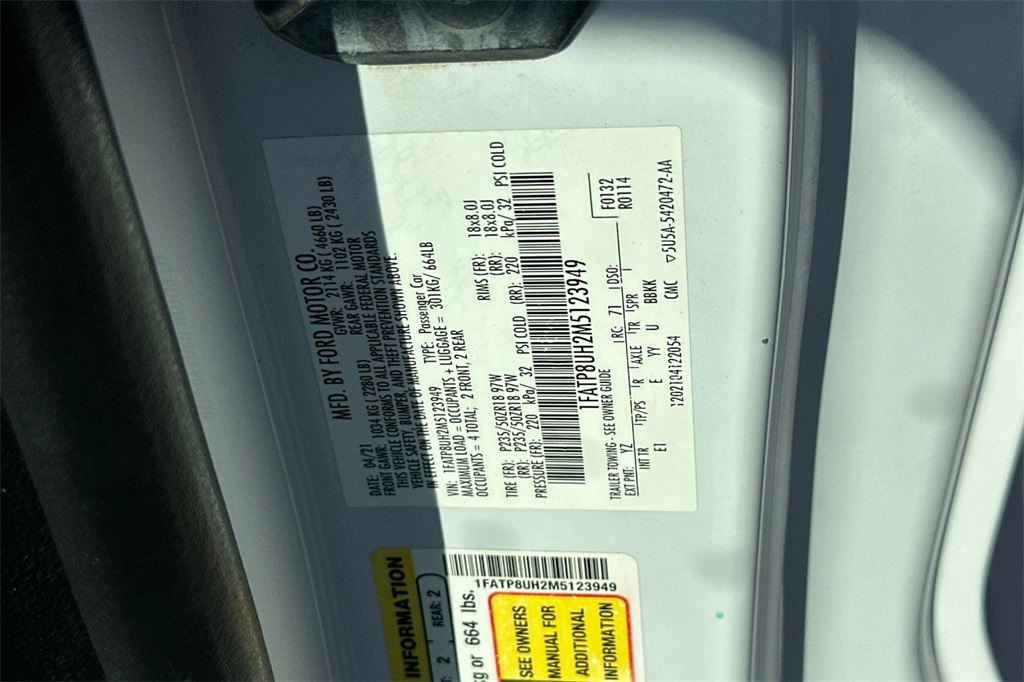 MFD. BY FORD MOTOR CO.
DATE: 04/21 GVWR: 2114 KG ( 4660 LB)
FRONT GAWR: 1034 KG ( 2280 LB) REAR GAWR: 1102 KG ( 2430 LB)
THIS VEHICLE CONFORMS TO ALL APPLICABLE FEDERAL MOTOR
VEHICLE SAFETY, BUMPER, AND THEFT PREVENTION STANDARDS
IN EFFECT ON THE DATE OF MANUFACTURE SHOWN ABOVE.
VIN: 1FATP8UH2M5123949 TYPE: Passenger Car
MAXIMUM LOAD = OCCUPANTS + LUGGAGE = 301KG/ 664LB
OCCUPANTS = 4 TOTAL; 2 FRONT, 2 REAR
TIRE (FR): P235/50ZR18 97W RIMS (FR): 18x8.0J
(RR): P235/50ZR18 97W (RR): 18x8.0J
PRESSURE (FR): 220 kPa/ 32 PSI COLD (RR): 220 kPa/ 32 PSI COLD
1FATP8UH2M5123949
TRAILER TOWING - SEE OWNER GUIDE F0132
EXT PNT: YZ RC: 71 DSO: R0114
INT TR TP/PS R AXLE TR SPR
EI E YY U BBKK
1202104122054 CMC ▽5U5A-5420472-AA
INFORMATION
2 REAR: 2
kg or 664 lbs.
1FATP8UH2M5123949
SEE OWNERS
MANUAL FOR
ADDITIONAL
INFORMATION